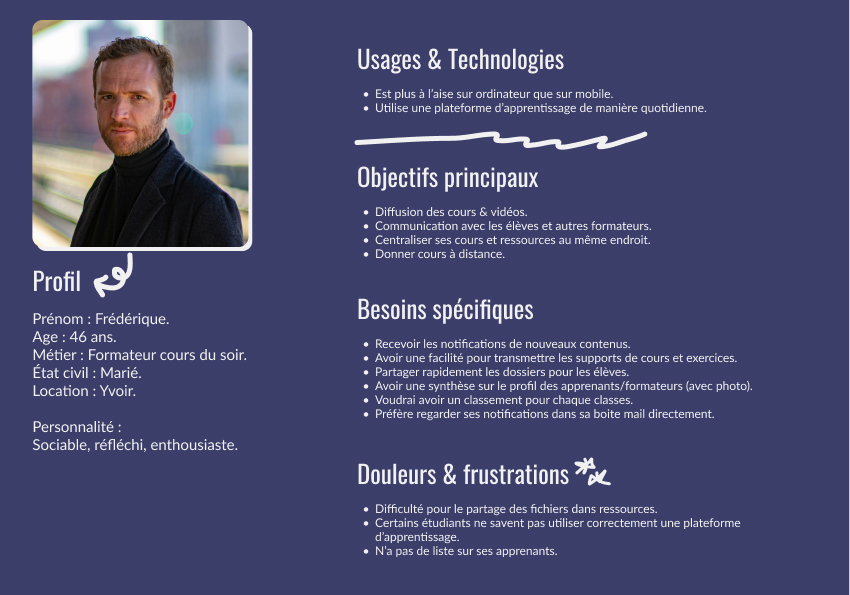 Profil
Prénom : Frédérique.
Age : 46 ans.
Métier : Formateur cours du soir.
État civil : Marié.
Location : Yvoir.
Personnalité :
Sociable, réfléchi, enthousiaste.
Usages & Technologies
• Est plus à l’aise sur ordinateur que sur mobile.
• Utilise une plateforme d’apprentissage de manière quotidienne.
Objectifs principaux
• Diffusion des cours & vidéos.
• Communication avec les élèves et autres formateurs.
• Centraliser ses cours et ressources au même endroit.
• Donner cours à distance.
Besoins spécifiques
• Recevoir les notifications de nouveaux contenus.
• Avoir une facilité pour transmettre les supports de cours et exercices.
• Partager rapidement les dossiers pour les élèves.
• Avoir une synthèse sur le profil des apprenants/formateurs (avec photo).
• Voudrai avoir un classement pour chaque classes.
• Préfère regarder ses notifications dans sa boite mail directement.
Douleurs & frustrations
• Difficulté pour le partage des fichiers dans ressources.
• Certains étudiants ne savent pas utiliser correctement une plateforme
d’apprentissage.
• N’a pas de liste sur ses apprenants.